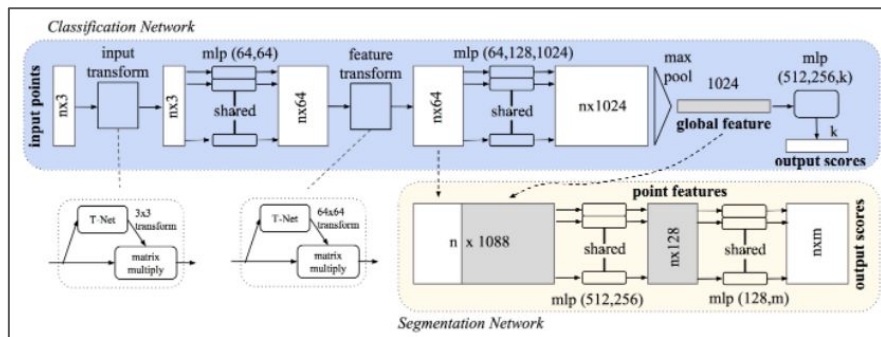 Classification Network
input points
nx3
input
transform
nx3
mlp (64,64)
shared
nx64
feature
transform
nx64
mlp (64,128,1024)
shared
nx1024
max
pool
1024
global feature
mlp
(512,256,k)
k
output scores
T-Net
3x3
transform
matrix
multiply
T-Net
64x64
transform
matrix
multiply
point features
n x 1088
shared
mlp (512,256)
nx128
shared
mlp (128,m)
nxm
output scores
Segmentation Network